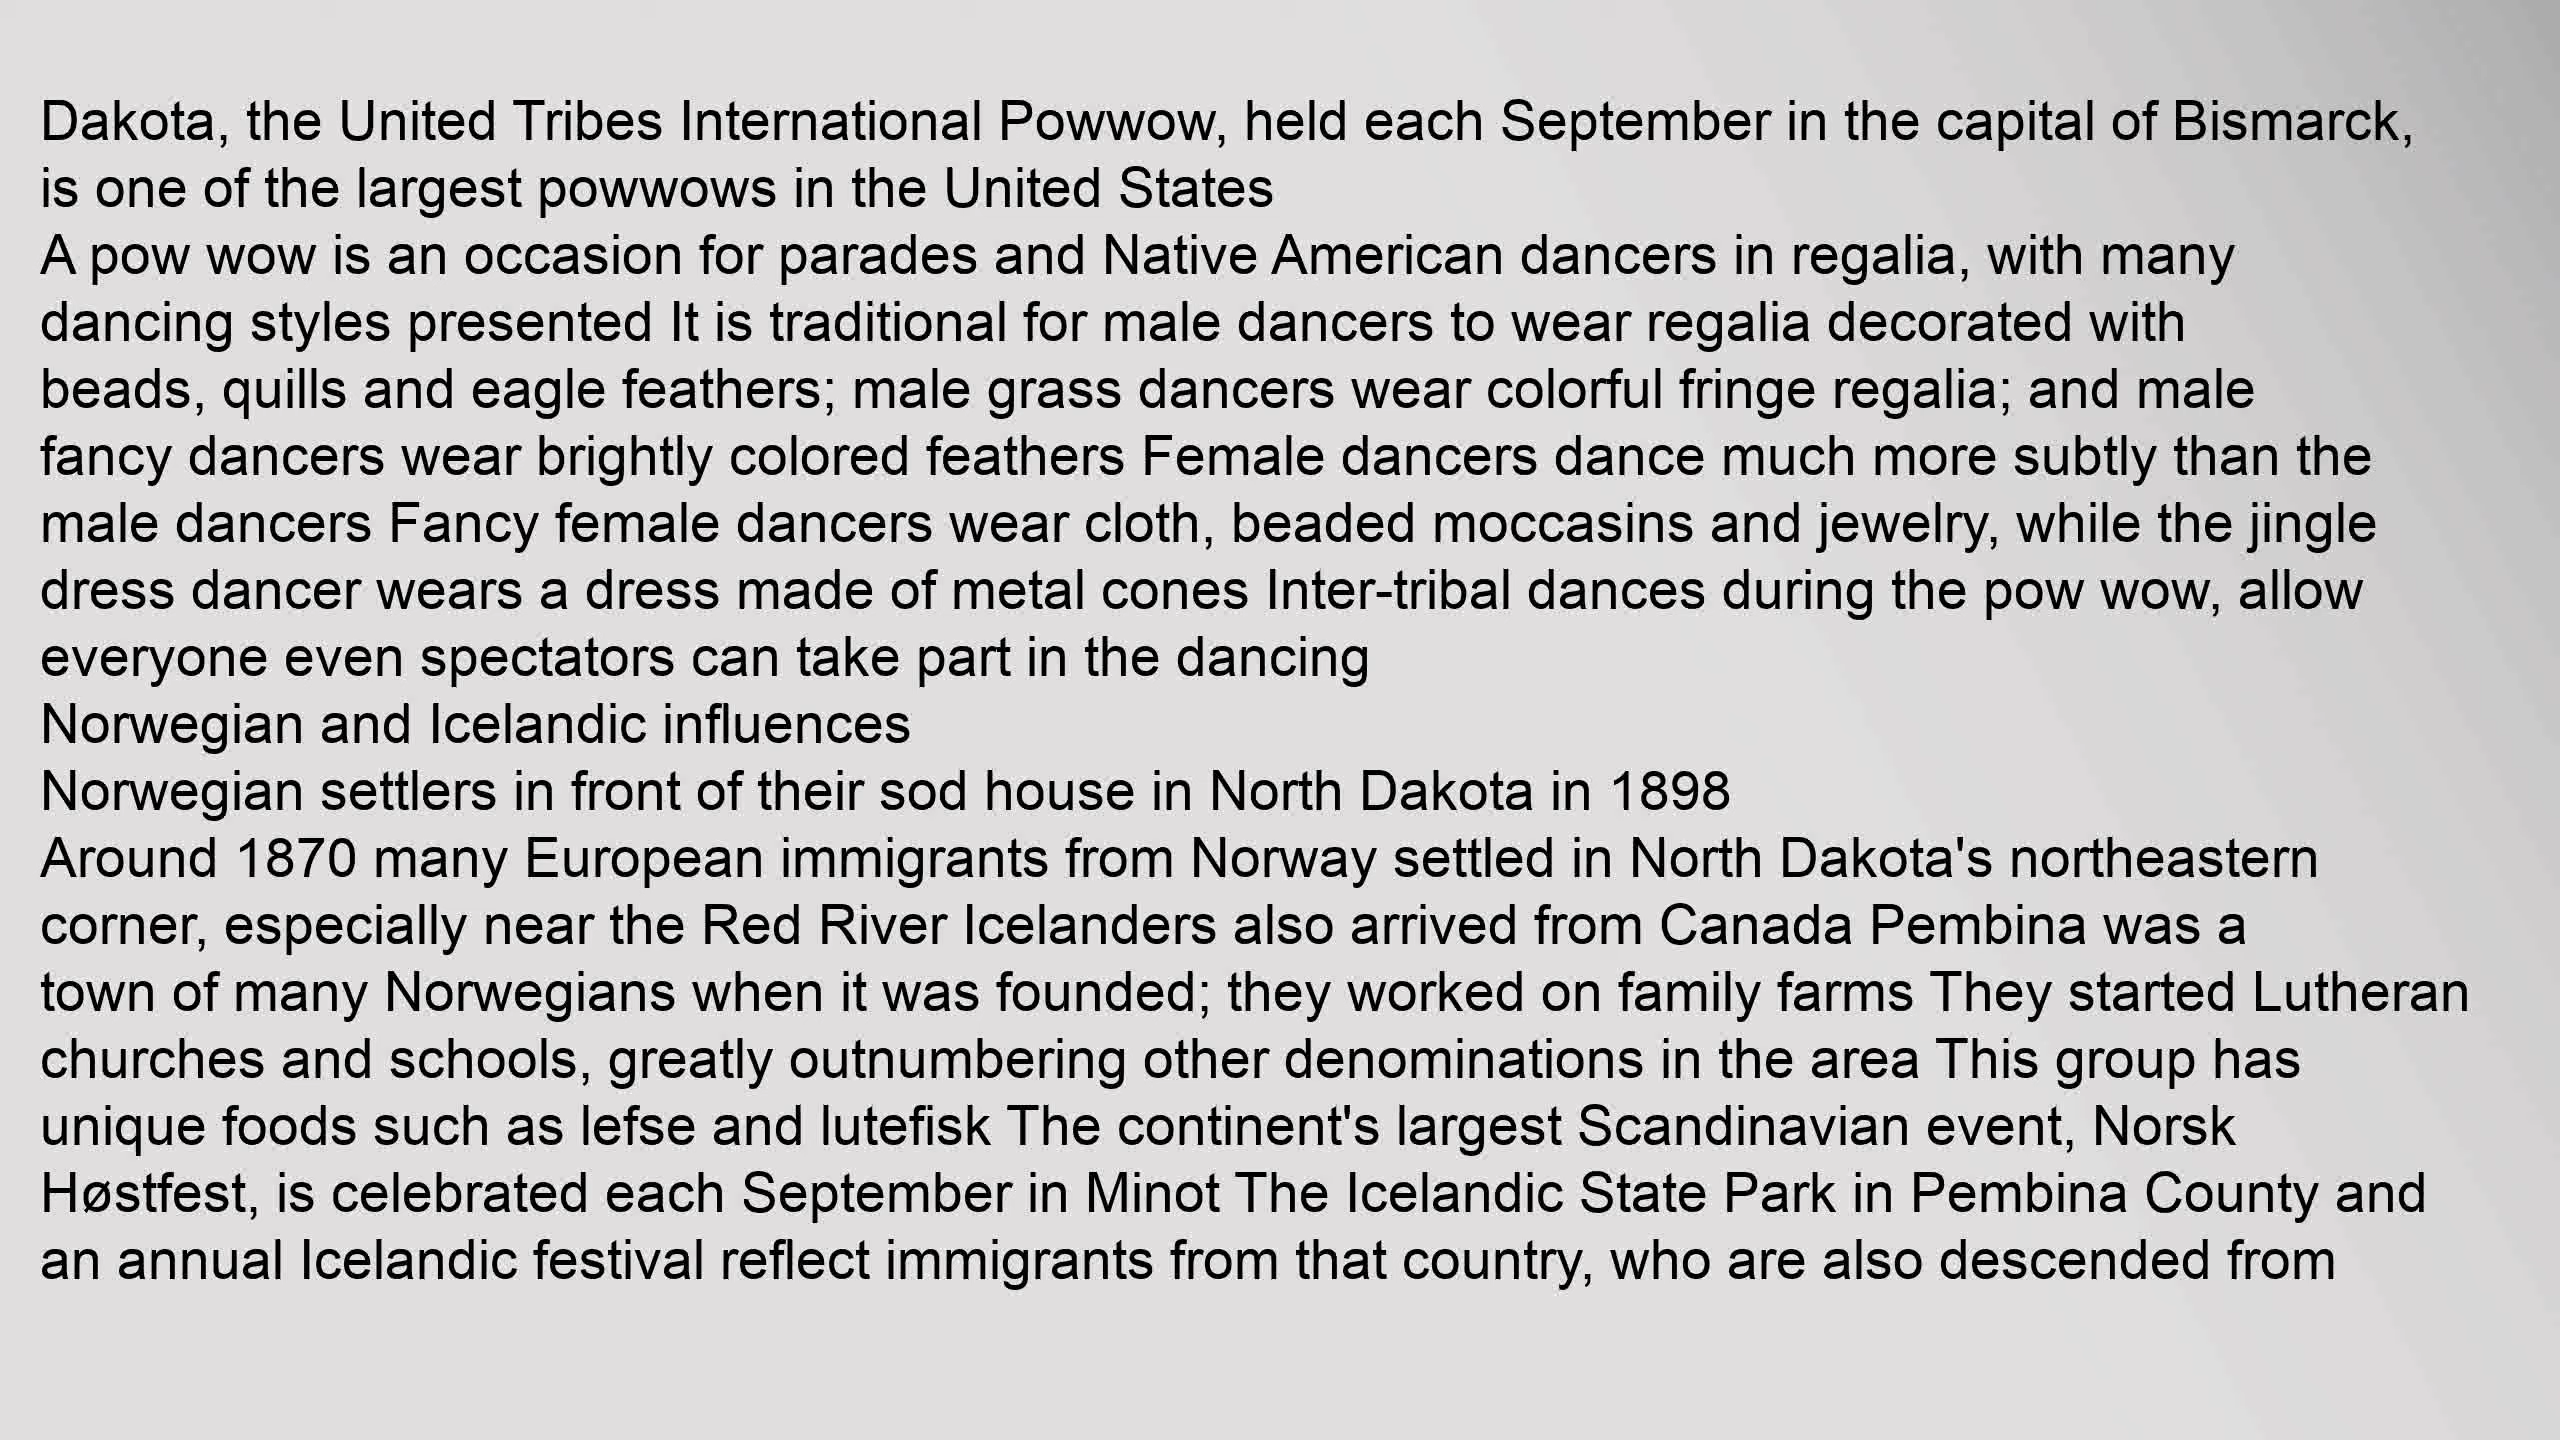 Dakota, the United Tribes International Powwow, held each September in the capital of Bismarck,
is one of the largest powwows in the United States
A pow wow is an occasion for parades and Native American dancers in regalia, with many
dancing styles presented It is traditional for male dancers to wear regalia decorated with
beads, quills and eagle feathers; male grass dancers wear colorful fringe regalia; and male
fancy dancers wear brightly colored feathers Female dancers dance much more subtly than the
male dancers Fancy female dancers wear cloth, beaded moccasins and jewelry, while the jingle
dress dancer wears a dress made of metal cones Inter-tribal dances during the pow wow, allow
everyone even spectators can take part in the dancing
Norwegian and Icelandic influences
Norwegian settlers in front of their sod house in North Dakota in 1898
Around 1870 many European immigrants from Norway settled in North Dakota's northeastern
corner, especially near the Red River Icelanders also arrived from Canada Pembina was a
town of many Norwegians when it was founded; they worked on family farms They started Lutheran
churches and schools, greatly outnumbering other denominations in the area This group has
unique foods such as lefse and lutefisk The continent's largest Scandinavian event, Norsk
Høstfest, is celebrated each September in Minot The Icelandic State Park in Pembina County and
an annual Icelandic festival reflect immigrants from that country, who are also descended from